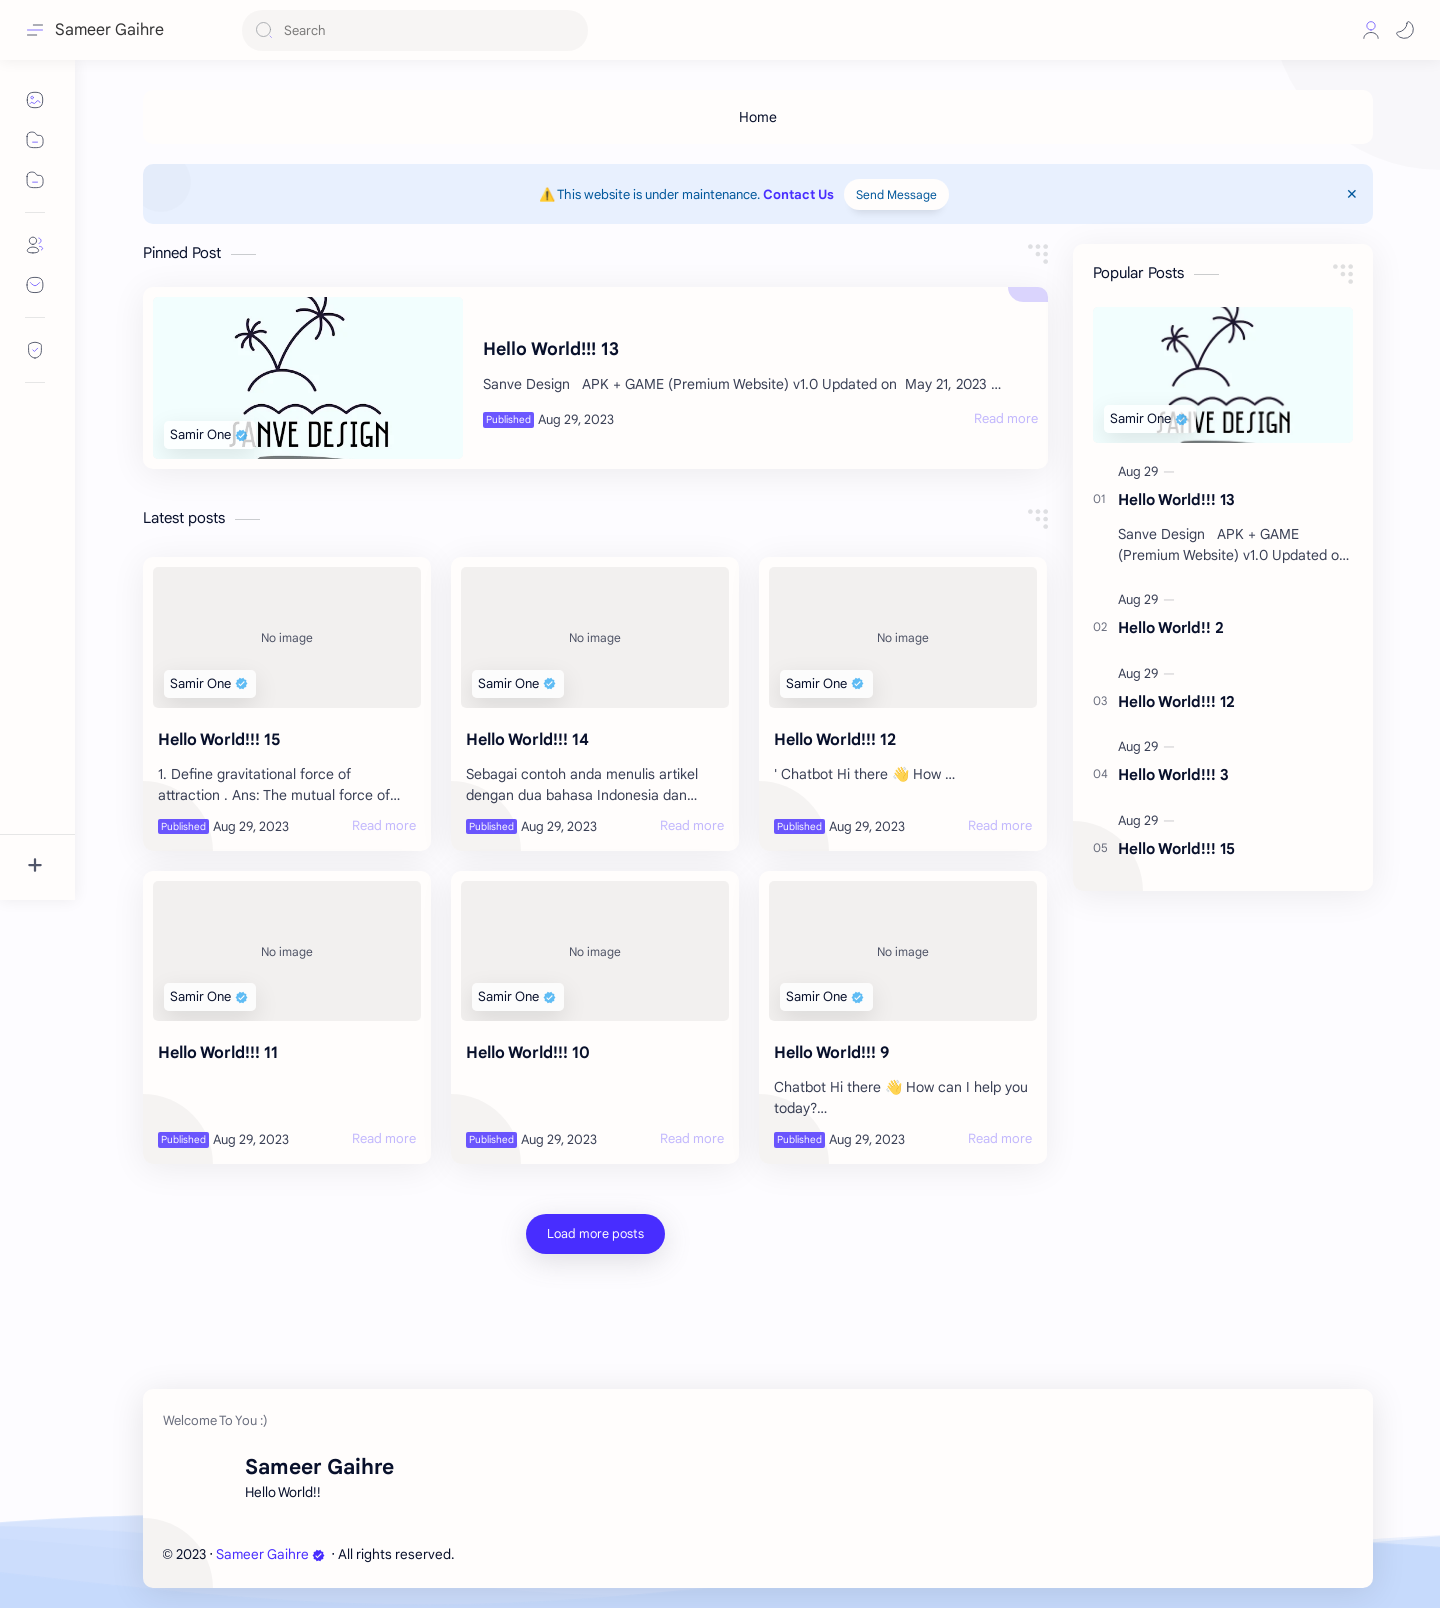 Sameer Gaihre
Search
Home
⚠️ This website is under maintenance. Contact Us Send Message ✕
Pinned Post
SANVE DESIGN
Samir One
Hello World!!! 13
Sanve Design APK + GAME (Premium Website) v1.0 Updated on May 21, 2023 ...
Published Aug 29, 2023 Read more
Latest posts
No image
Samir One
Hello World!!! 15
1. Define gravitational force of
attraction . Ans: The mutual force of...
Published Aug 29, 2023 Read more
No image
Samir One
Hello World!!! 14
Sebagai contoh anda menulis artikel
dengan dua bahasa Indonesia dan...
Published Aug 29, 2023 Read more
No image
Samir One
Hello World!!! 12
' Chatbot Hi there 👋 How ...
Published Aug 29, 2023 Read more
No image
Samir One
Hello World!!! 11
Published Aug 29, 2023 Read more
No image
Samir One
Hello World!!! 10
Published Aug 29, 2023 Read more
No image
Samir One
Hello World!!! 9
Chatbot Hi there 👋 How can I help you
today?...
Published Aug 29, 2023 Read more
Load more posts
Popular Posts
SANVE DESIGN
Samir One
Aug 29
01 Hello World!!! 13
Sanve Design APK + GAME
(Premium Website) v1.0 Updated o...
Aug 29
02 Hello World!! 2
Aug 29
03 Hello World!!! 12
Aug 29
04 Hello World!!! 3
Aug 29
05 Hello World!!! 15
Welcome To You :)
Sameer Gaihre
Hello World!!
© 2023 · Sameer Gaihre · All rights reserved.